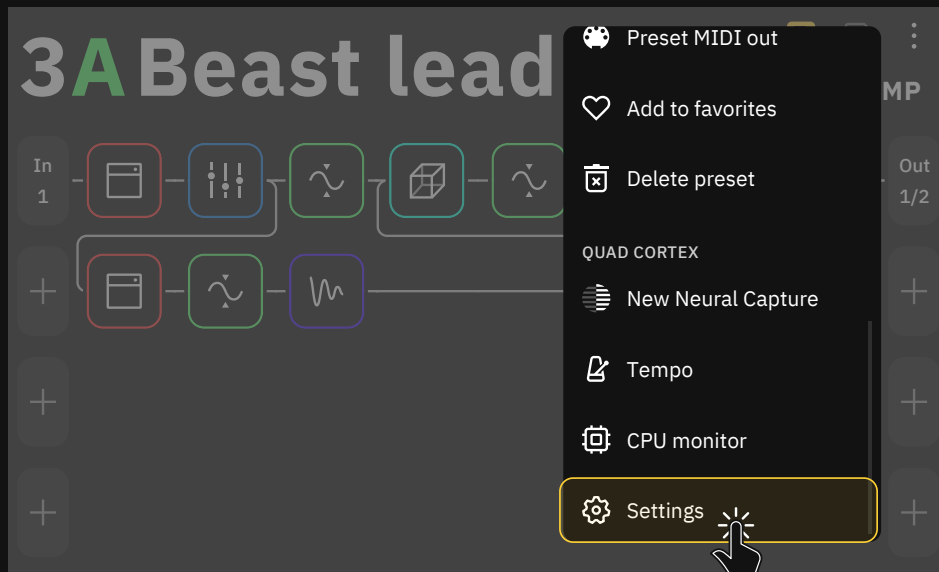 3A Beast lead
MP
In
1
Out
1/2
Preset MIDI out
Add to favorites
Delete preset
QUAD CORTEX
New Neural Capture
Tempo
CPU monitor
Settings